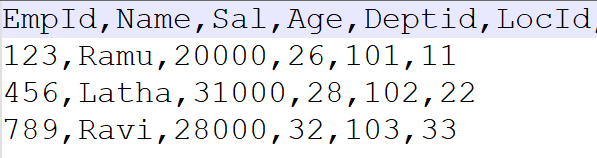 EmpId,Name,Sal,Age,Deptid,LocId,
123,Ramu,20000,26,101,11
456,Latha,31000,28,102,22
789,Ravi,28000,32,103,33